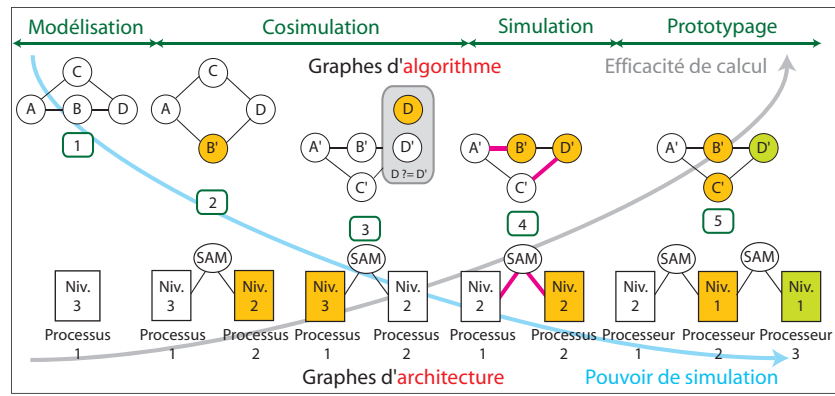 Modélisation
Cosimulation
Simulation
Prototypage
Graphes d'algorithme
Efficacité de calcul
C
A
B
D
1
C
A
D
B'
2
D
A'
B'
D'
C'
D ?= D'
3
A'
B'
D'
C'
4
A'
B'
D'
C'
5
Niv. 3
Processus 1
SAM
Niv. 3
Niv. 2
Processus 1
Processus 2
SAM
Niv. 3
Niv. 2
Processus 1
Processus 2
SAM
Niv. 2
Niv. 2
Processus 1
Processus 2
SAM
SAM
Niv. 2
Niv. 1
Niv. 1
Processeur 1
Processeur 2
Processeur 3
Graphes d'architecture
Pouvoir de simulation